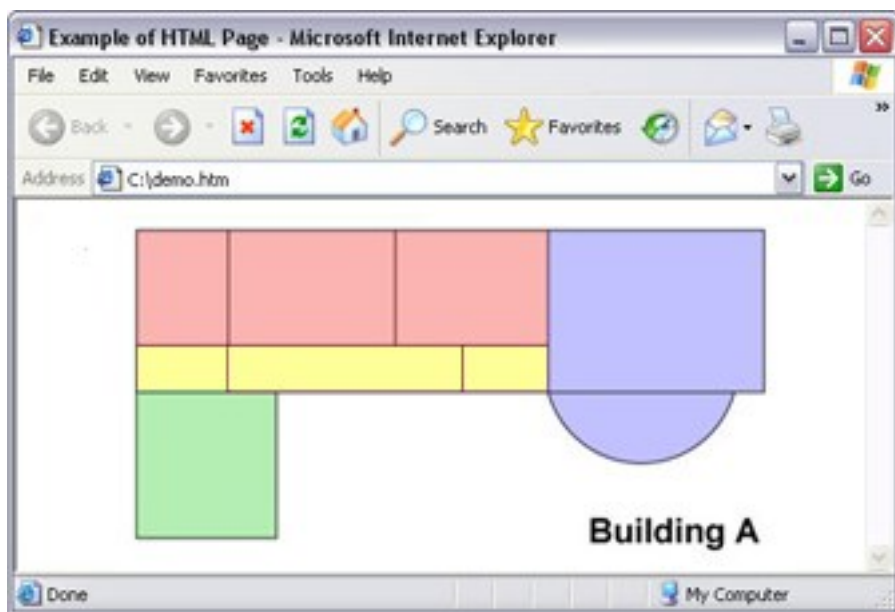 Example of HTML Page - Microsoft Internet Explorer
File Edit View Favorites Tools Help
Back Search Favorites »
Address C:\demo.htm Go
Building A
Done My Computer